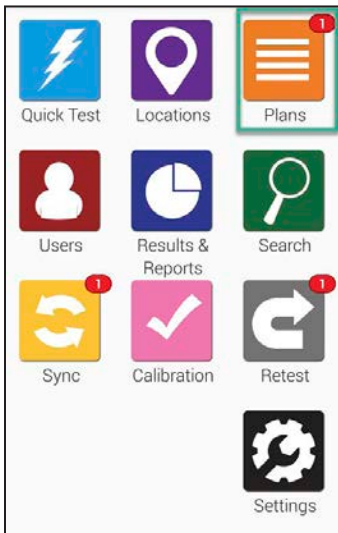 1
Quick Test
Locations
Plans
Users
Results &
Reports
Search
1
1
Sync
Calibration
Retest
Settings